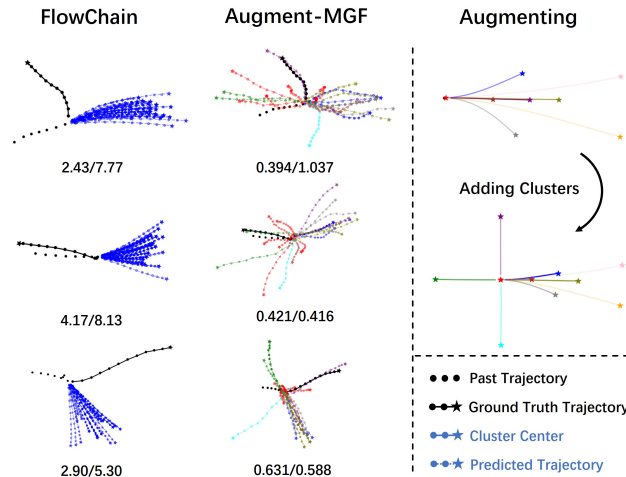 FlowChain
Augment-MGF
Augmenting
2.43/7.77
0.394/1.037
Adding Clusters
4.17/8.13
0.421/0.416
2.90/5.30
0.631/0.588
Past Trajectory
Ground Truth Trajectory
Cluster Center
Predicted Trajectory